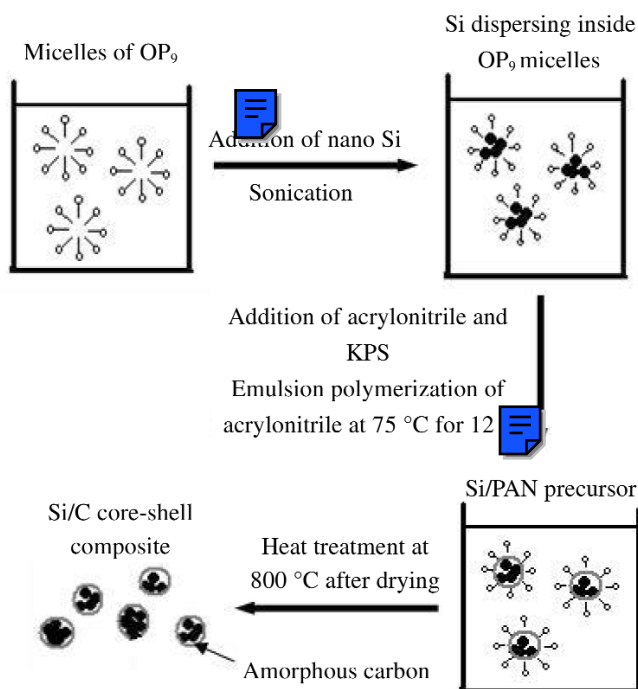 Micelles of OP₉
Si dispersing inside
OP₉ micelles
Addition of nano Si
Sonication
Addition of acrylonitrile and
KPS
Emulsion polymerization of
acrylonitrile at 75 °C for 12
Si/PAN precursor
Si/C core-shell
composite
Heat treatment at
800 °C after drying
Amorphous carbon